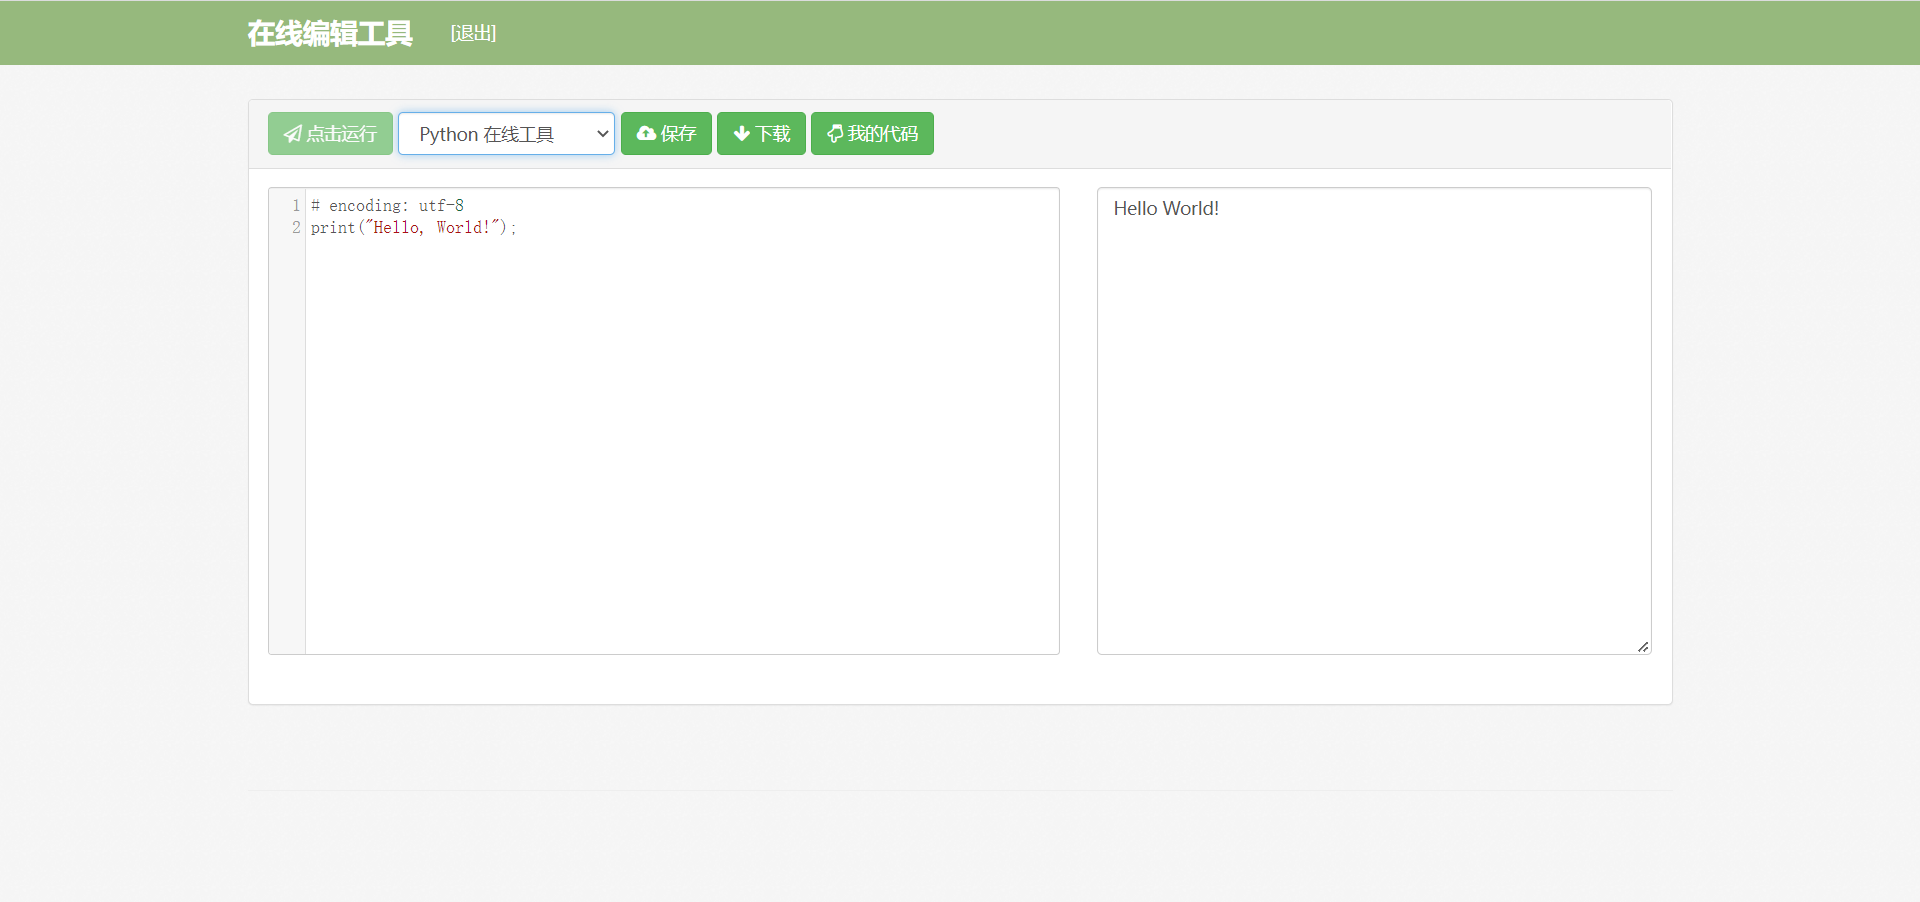 在线编辑工具 [退出]
点击运行 Python 在线工具 保存 下载 我的代码
1 # encoding: utf-8
2 print("Hello, World!");
Hello World!